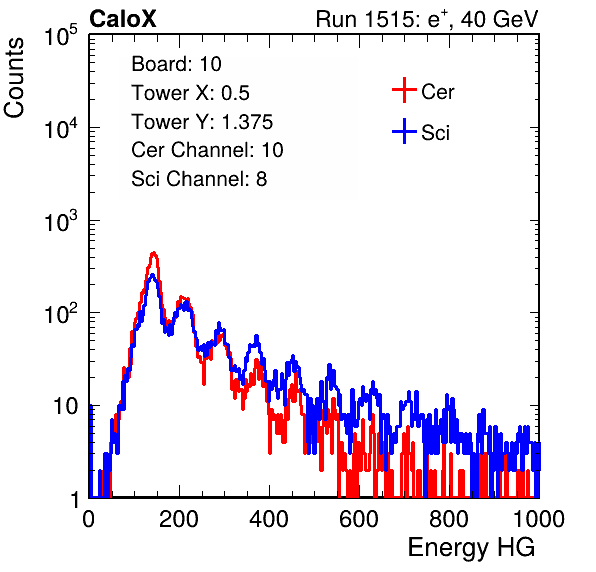 CaloX Run 1515: e⁺, 40 GeV
Counts
10⁵
10⁴
10³
10²
10
1
Board: 10
Tower X: 0.5
Tower Y: 1.375
Cer Channel: 10
Sci Channel: 8
Cer
Sci
0 200 400 600 800 1000
Energy HG